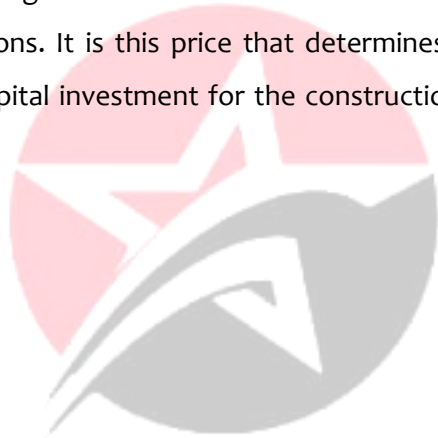 ons. It is this price that determines
pital investment for the constructio